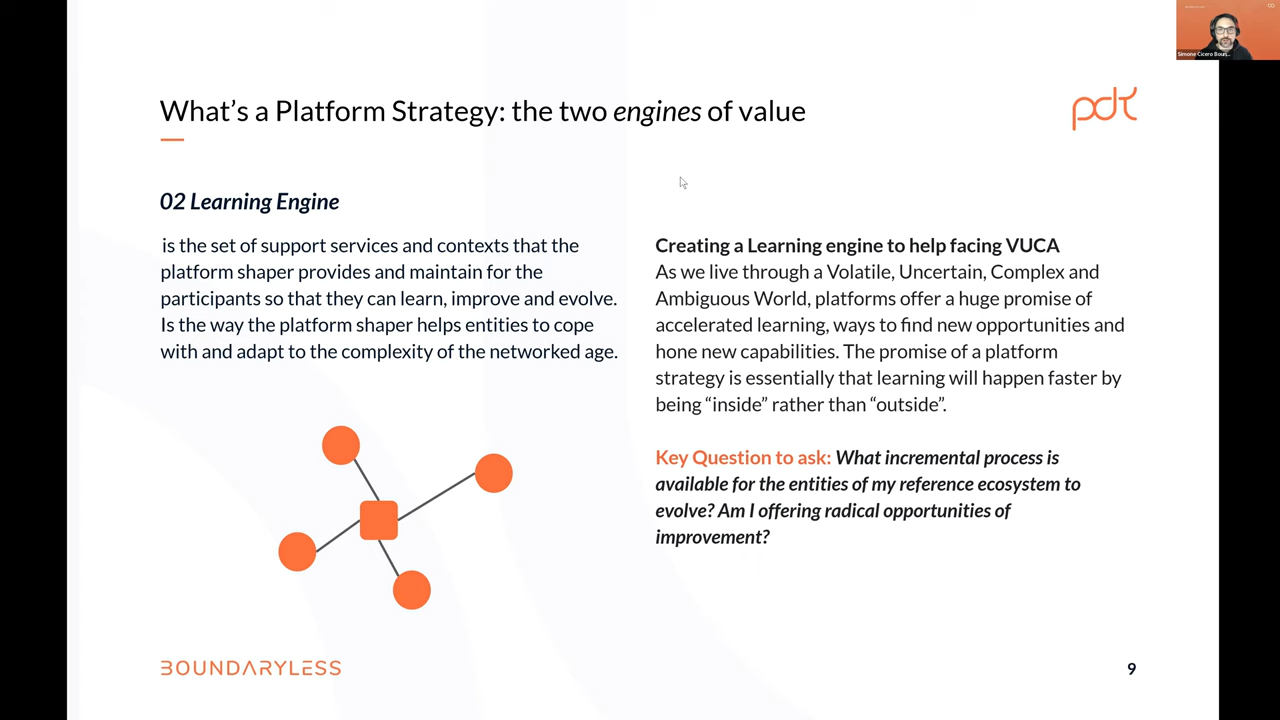 Simone Cicero Boun...
What's a Platform Strategy: the two engines of value
pdt
02 Learning Engine
is the set of support services and contexts that the
platform shaper provides and maintain for the
participants so that they can learn, improve and evolve.
Is the way the platform shaper helps entities to cope
with and adapt to the complexity of the networked age.
Creating a Learning engine to help facing VUCA
As we live through a Volatile, Uncertain, Complex and
Ambiguous World, platforms offer a huge promise of
accelerated learning, ways to find new opportunities and
hone new capabilities. The promise of a platform
strategy is essentially that learning will happen faster by
being “inside” rather than “outside”.
Key Question to ask: What incremental process is
available for the entities of my reference ecosystem to
evolve? Am I offering radical opportunities of
improvement?
BOUNDARYLESS
9